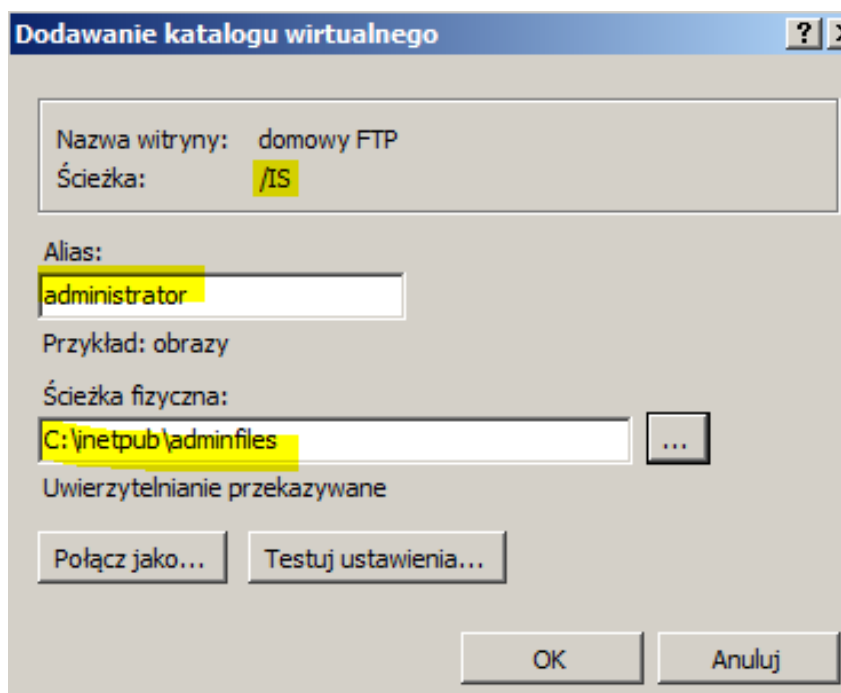 Dodawanie katalogu wirtualnego
Nazwa witryny: domowy FTP
Ścieżka: /IS
Alias:
administrator
Przykład: obrazy
Ścieżka fizyczna:
C:\inetpub\adminfiles
...
Uwierzytelnianie przekazywane
Połącz jako... Testuj ustawienia...
OK Anuluj